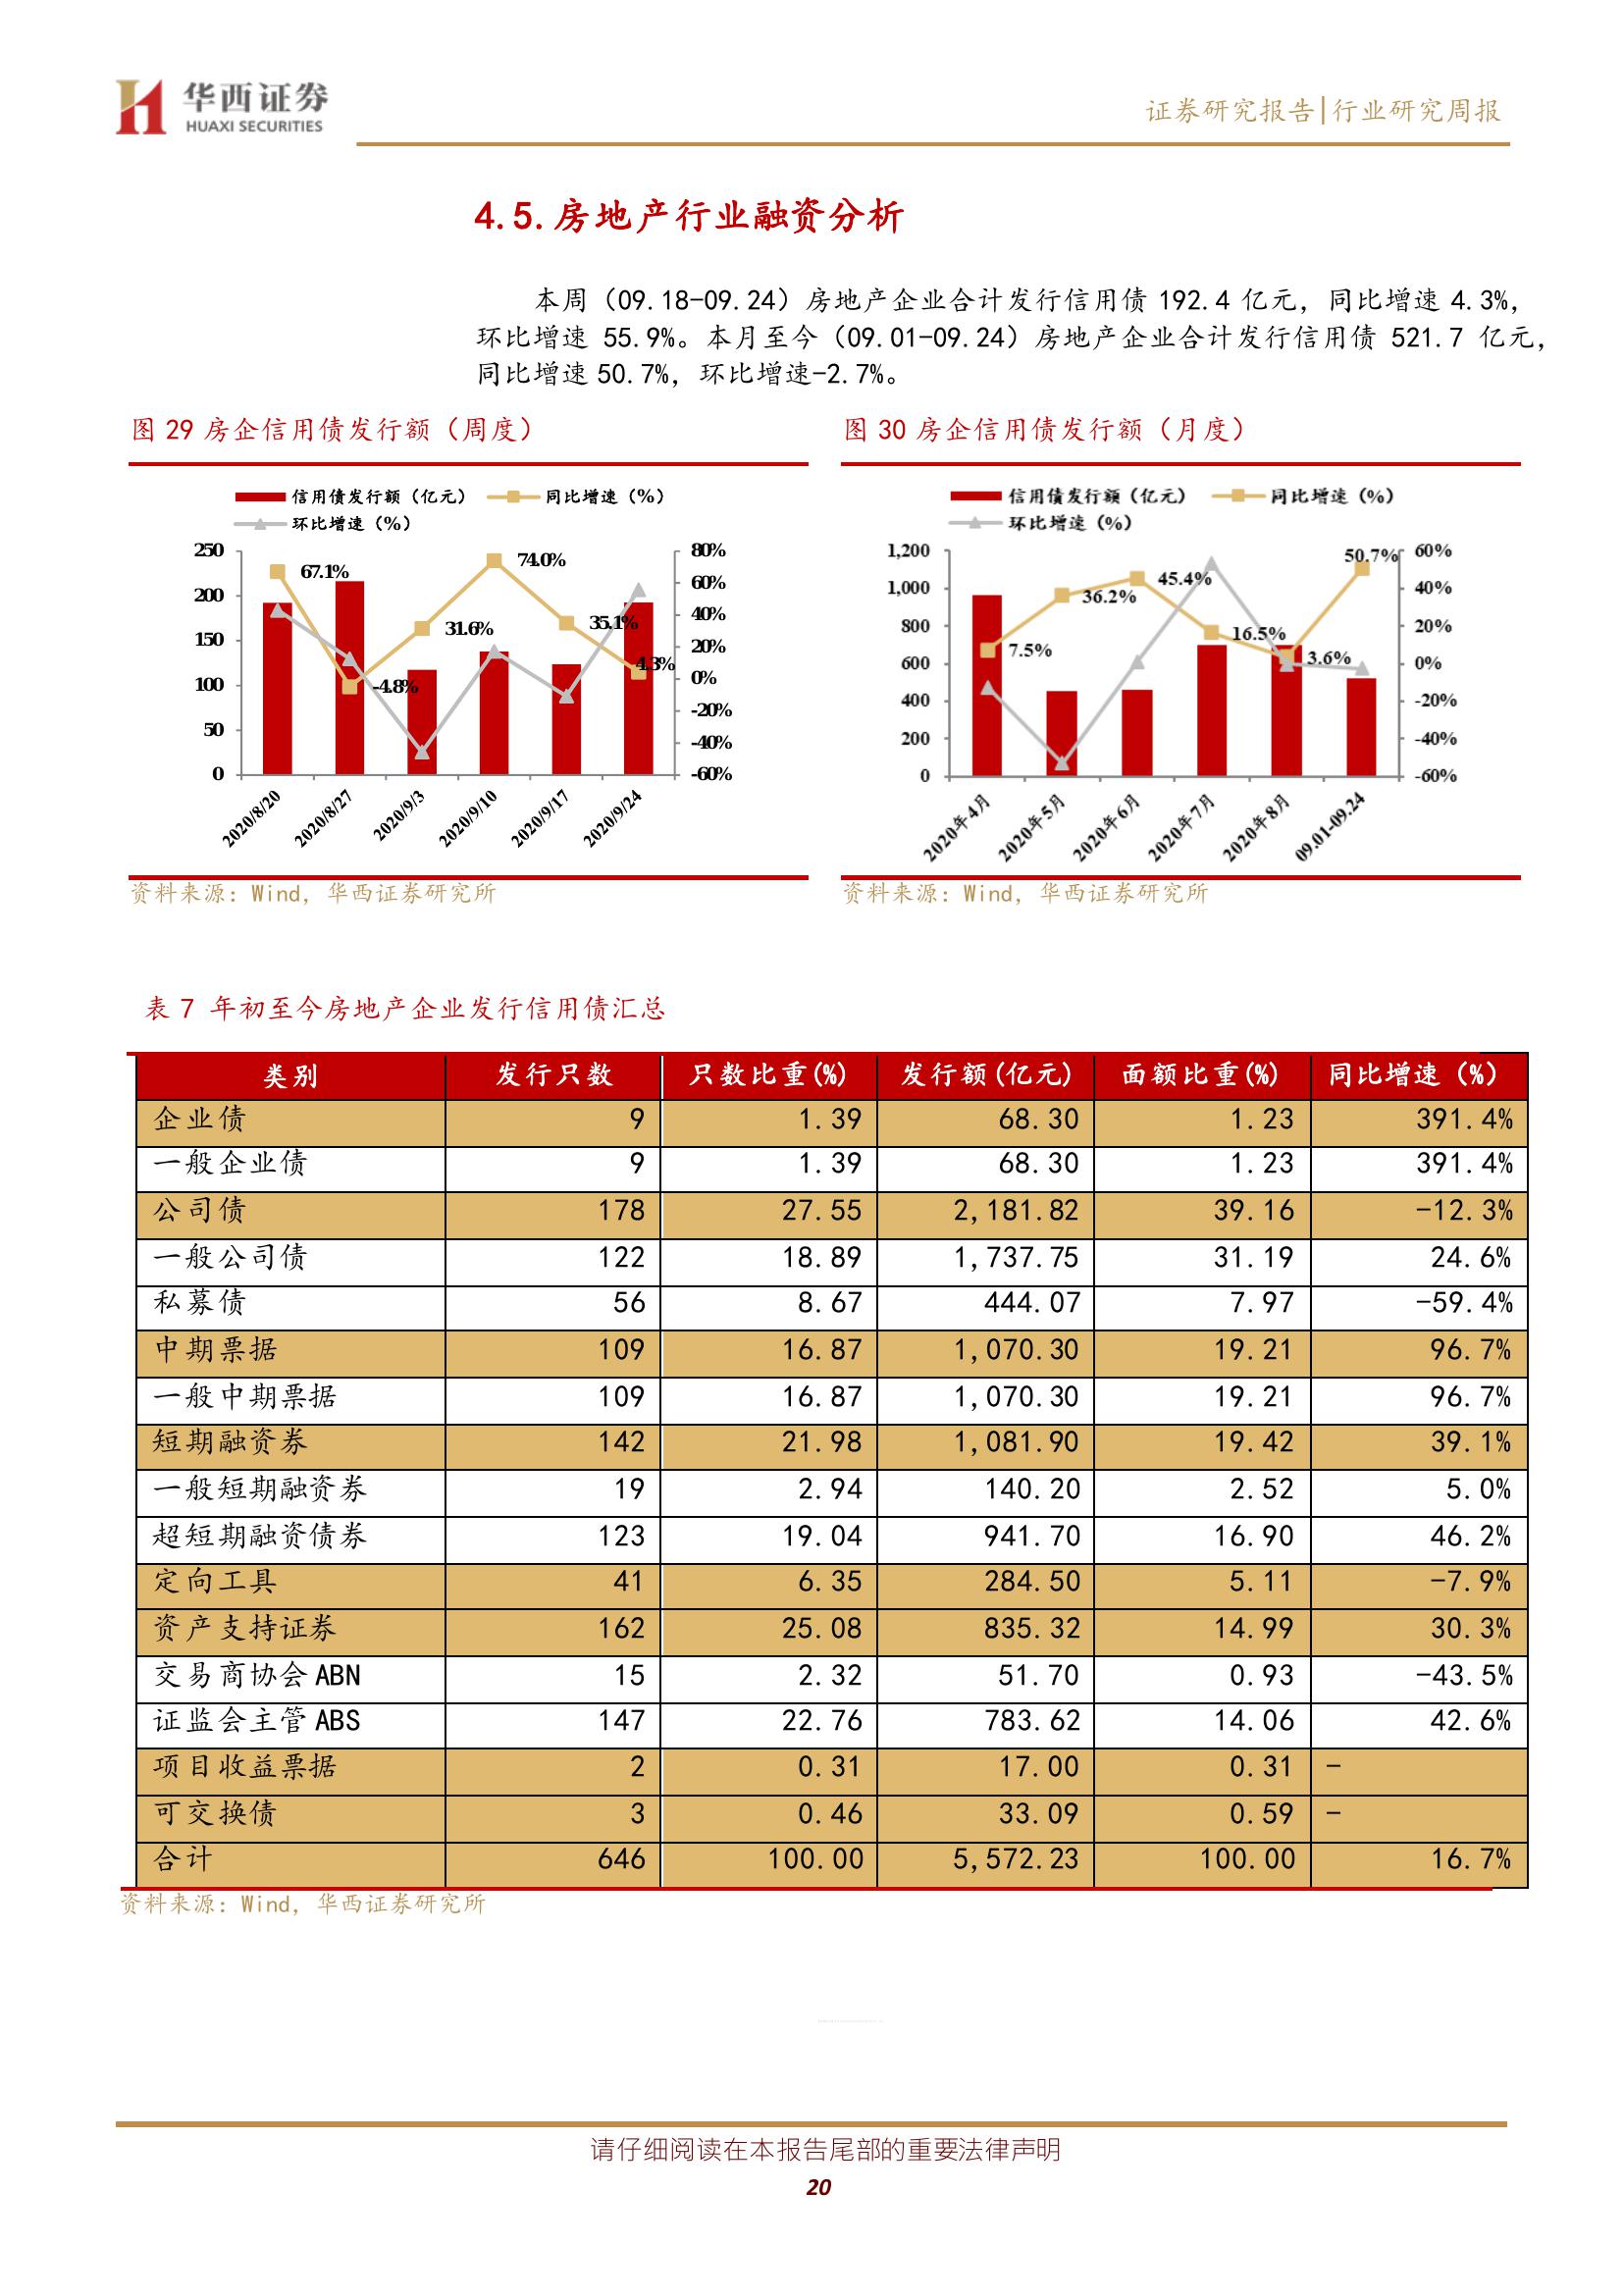 华西证券
HUAXI SECURITIES
证券研究报告|行业研究周报
4.5.房地产行业融资分析
本周（09.18-09.24）房地产企业合计发行信用债 192.4 亿元，同比增速 4.3%，
环比增速 55.9%。本月至今（09.01-09.24）房地产企业合计发行信用债 521.7 亿元，
同比增速 50.7%，环比增速-2.7%。
图 29 房企信用债发行额（周度）
信用债发行额（亿元） 同比增速（%）
环比增速（%）
250
200
150
100
50
0
80%
60%
40%
20%
0%
-20%
-40%
-60%
67.1%
-4.8%
31.6%
74.0%
35.1%
4.3%
2020/8/20
2020/8/27
2020/9/3
2020/9/10
2020/9/17
2020/9/24
资料来源：Wind，华西证券研究所
图 30 房企信用债发行额（月度）
信用债发行额（亿元） 同比增速（%）
环比增速（%）
1,200
1,000
800
600
400
200
0
60%
40%
20%
0%
-20%
-40%
-60%
7.5%
36.2%
45.4%
16.5%
3.6%
50.7%
2020年4月
2020年5月
2020年6月
2020年7月
2020年8月
09.01-09.24
资料来源：Wind，华西证券研究所
表 7 年初至今房地产企业发行信用债汇总
类别 发行只数 只数比重(%) 发行额(亿元) 面额比重(%) 同比增速（%）
企业债 9 1.39 68.30 1.23 391.4%
一般企业债 9 1.39 68.30 1.23 391.4%
公司债 178 27.55 2,181.82 39.16 -12.3%
一般公司债 122 18.89 1,737.75 31.19 24.6%
私募债 56 8.67 444.07 7.97 -59.4%
中期票据 109 16.87 1,070.30 19.21 96.7%
一般中期票据 109 16.87 1,070.30 19.21 96.7%
短期融资券 142 21.98 1,081.90 19.42 39.1%
一般短期融资券 19 2.94 140.20 2.52 5.0%
超短期融资债券 123 19.04 941.70 16.90 46.2%
定向工具 41 6.35 284.50 5.11 -7.9%
资产支持证券 162 25.08 835.32 14.99 30.3%
交易商协会ABN 15 2.32 51.70 0.93 -43.5%
证监会主管ABS 147 22.76 783.62 14.06 42.6%
项目收益票据 2 0.31 17.00 0.31 -
可交换债 3 0.46 33.09 0.59 -
合计 646 100.00 5,572.23 100.00 16.7%
资料来源：Wind，华西证券研究所
请仔细阅读在本报告尾部的重要法律声明
20